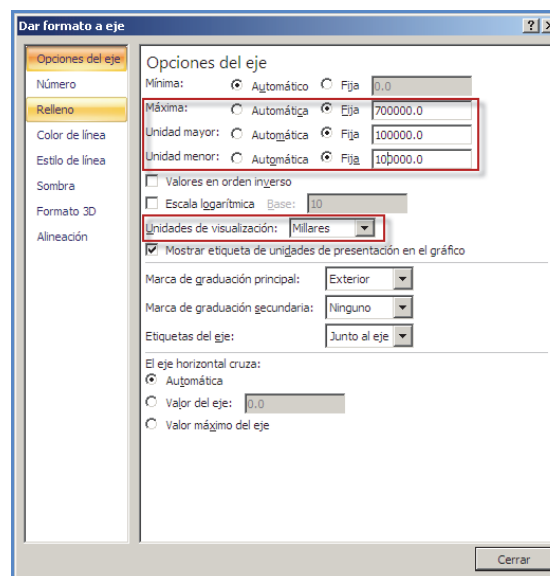 Dar formato a eje
Opciones del eje
Número
Relleno
Color de línea
Estilo de línea
Sombra
Formato 3D
Alineación
Opciones del eje
Mínima: Automático Fija 0.0
Máxima: Automática Fija 700000.0
Unidad mayor: Automática Fija 100000.0
Unidad menor: Automática Fija 100000.0
Valores en orden inverso
Escala logarítmica Base: 10
Unidades de visualización: Millares
Mostrar etiqueta de unidades de presentación en el gráfico
Marca de graduación principal: Exterior
Marca de graduación secundaria: Ninguno
Etiquetas del eje: Junto al eje
El eje horizontal cruza:
Automática
Valor del eje: 0.0
Valor máximo del eje
Cerrar